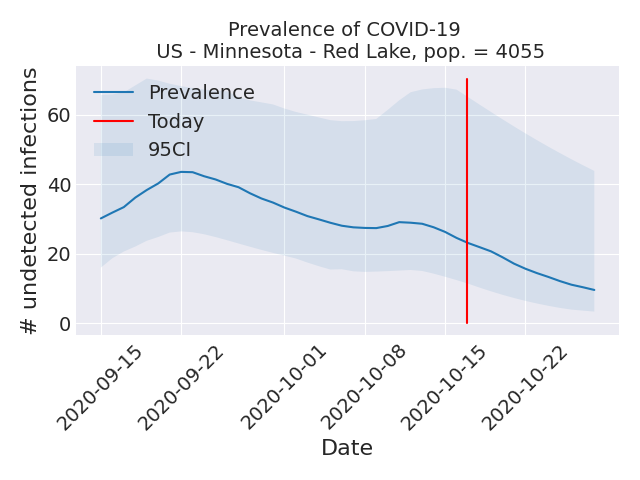 Prevalence of COVID-19
US - Minnesota - Red Lake, pop. = 4055
# undetected infections
60
40
20
0
Prevalence
Today
95CI
2020-09-15
2020-09-22
2020-10-01
2020-10-08
2020-10-15
2020-10-22
Date